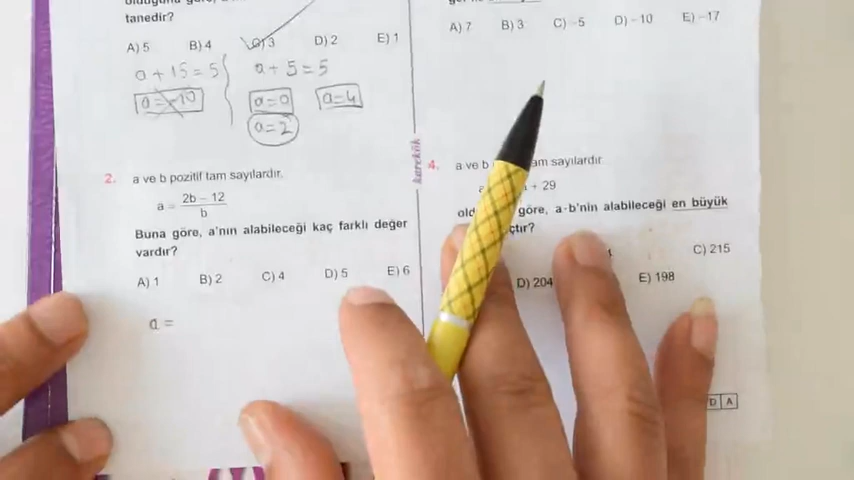 tanedir?
A) 5 B) 4 C) 3 D) 2 E) 1
a + 15 = 5
a = -10
a + 5 = 5
a = 0
a = 4
a = 2
2. a ve b pozitif tam sayılardır.
a = 2b − 12 / b
Buna göre, a'nın alabileceği kaç farklı değer
vardır?
A) 1 B) 2 C) 4 D) 5 E) 6
a =
karekök
A) 7 B) 3 C) -5 D) -10 E) -17
4. a ve b tam sayılardır.
+ 29
göre, a-b'nin alabileceği en büyük
C) 215
D) 204 E) 198
D A